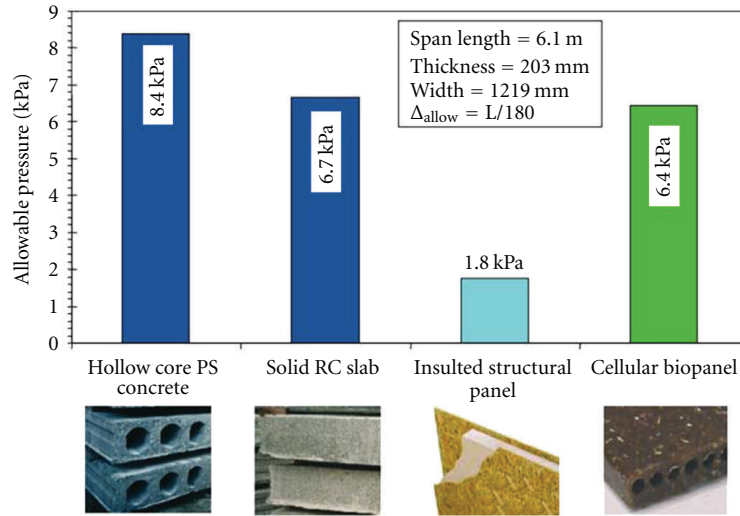 9
8
7
6
5
4
3
2
1
0
Allowable pressure (kPa)
8.4 kPa
6.7 kPa
1.8 kPa
6.4 kPa
Span length = 6.1 m
Thickness = 203 mm
Width = 1219 mm
Δallow = L/180
Hollow core PS
concrete
Solid RC slab
Insulted structural
panel
Cellular biopanel